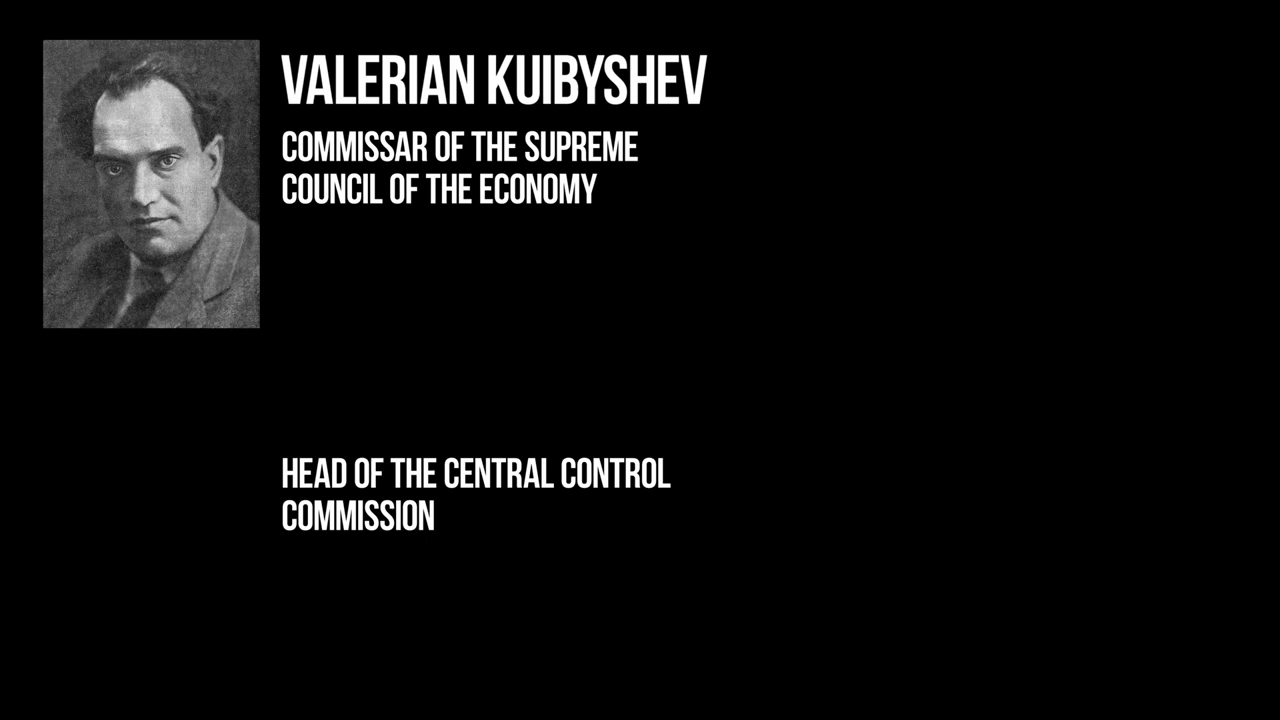 VALERIAN KUIBYSHEV
COMMISSAR OF THE SUPREME
COUNCIL OF THE ECONOMY
HEAD OF THE CENTRAL CONTROL
COMMISSION